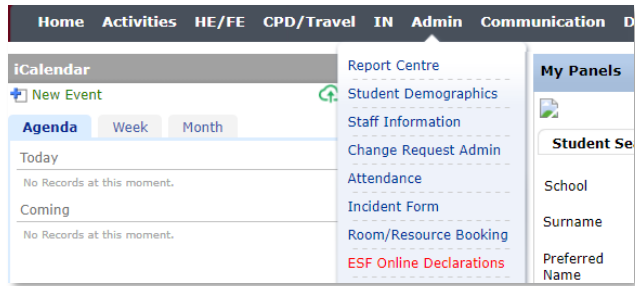 Home Activities HE/FE CPD/Travel IN Admin Communication D
iCalendar
New Event
Agenda Week Month
Today
No Records at this moment.
Coming
No Records at this moment.
Report Centre
Student Demographics
Staff Information
Change Request Admin
Attendance
Incident Form
Room/Resource Booking
ESF Online Declarations
My Panels
Student Se
School
Surname
Preferred
Name